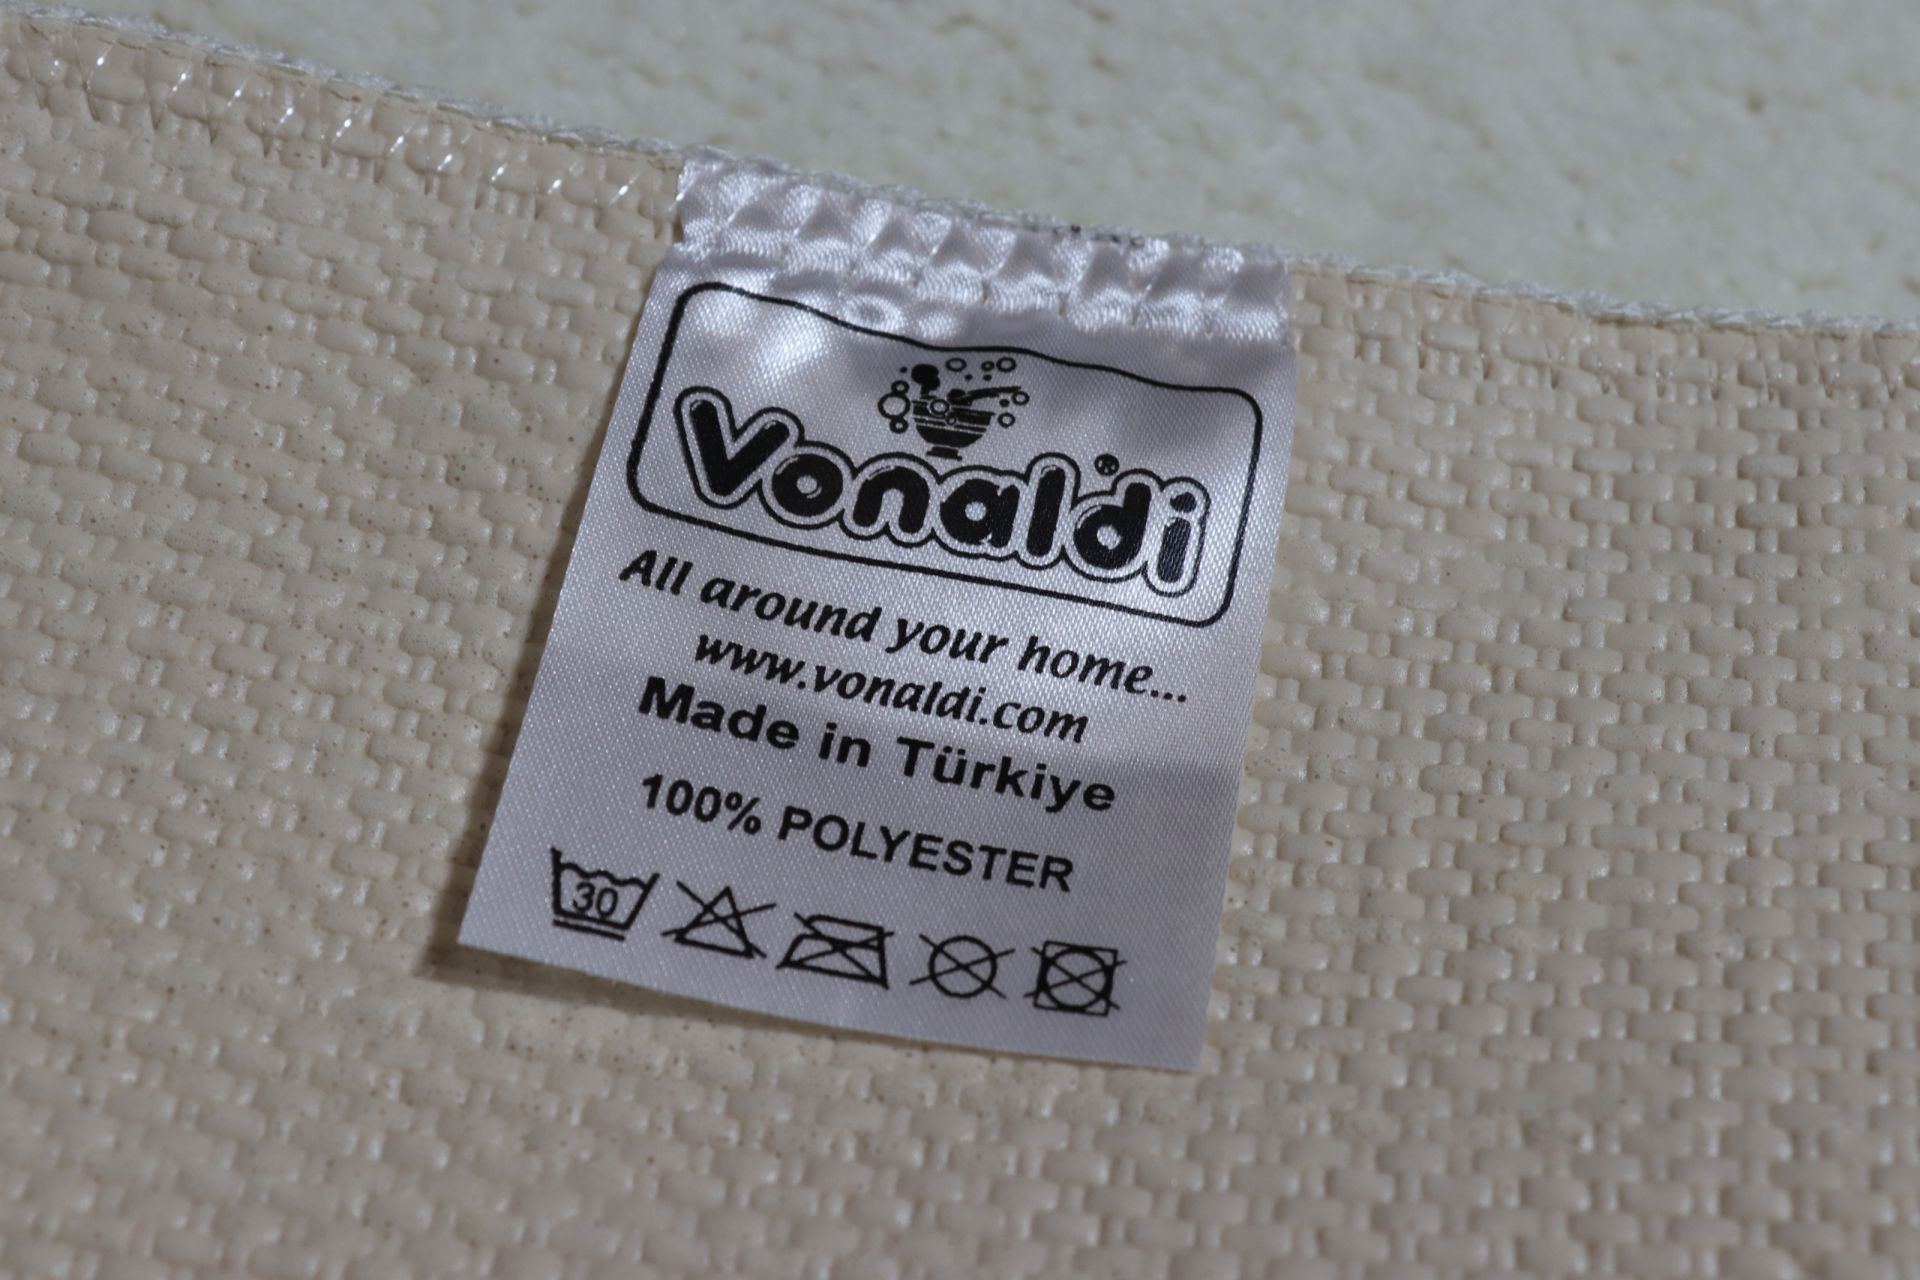 Vonaldi®
All around your home...
www.vonaldi.com
Made in Türkiye
100% POLYESTER
30